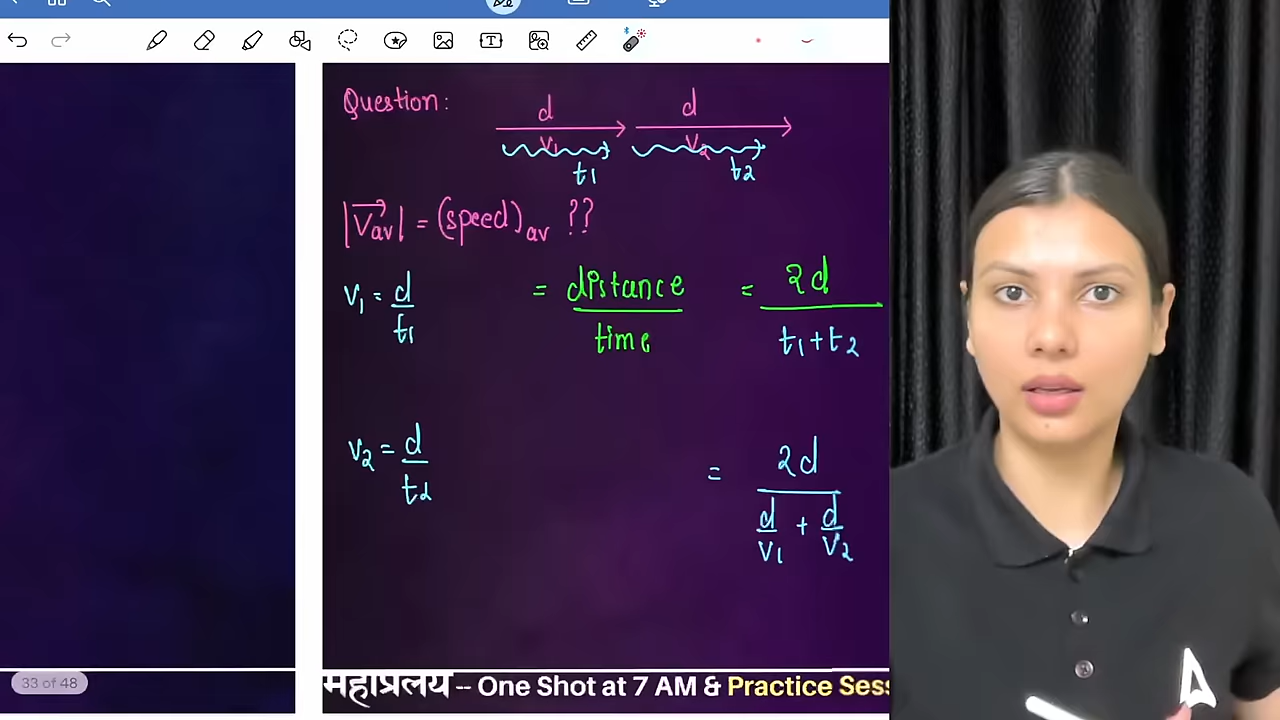 Question:
d d
v₁ v₂
t₁ t₂
|V⃗av| = (speed)av ??
v₁ = d/t₁ = distance/time = 2d/(t₁+t₂)
v₂ = d/t₂ = 2d/(d/v₁ + d/v₂)
33 of 48
महाप्रलय -- One Shot at 7 AM & Practice Sess